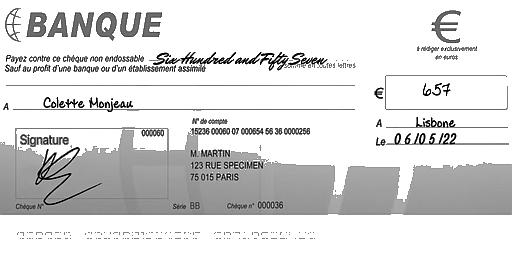 BANQUE
€
à rédiger exclusivement
en euros
Payez contre ce chèque non endossable Six Hundred and Fifty Seven
Sauf au profit d'une banque ou d'un établissement assimilé somme en toutes lettres
€ 657
A Colette Monjeau
A Lisbone
Le 06/05/22
Signature
000060
N° de compte
15236 00060 07 000654 56 36 0000256
M. MARTIN
123 RUE SPECIMEN
75 015 PARIS
Chèque N°
Série BB
Chèque n° 000036